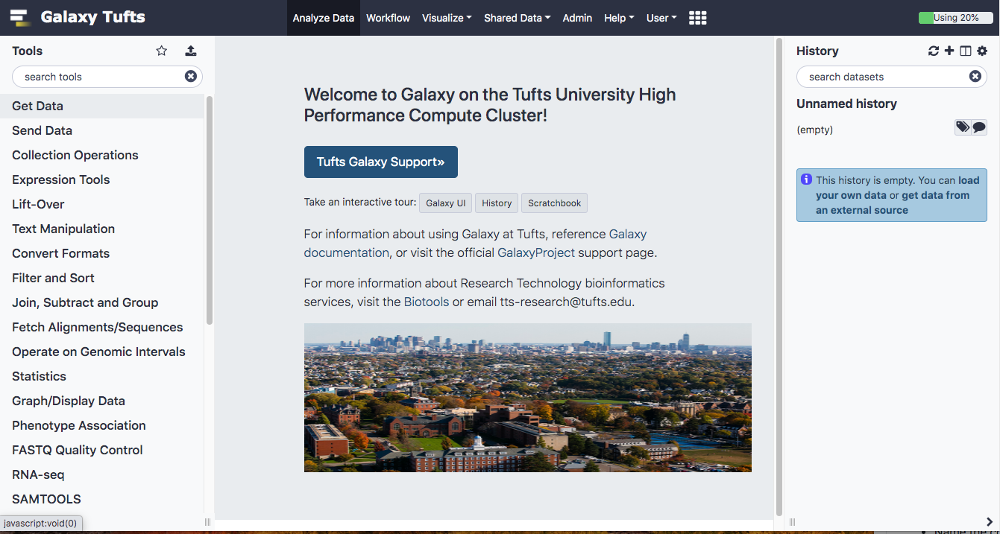 Galaxy Tufts
Analyze Data
Workflow
Visualize
Shared Data
Admin
Help
User
Using 20%
Tools
search tools
Get Data
Send Data
Collection Operations
Expression Tools
Lift-Over
Text Manipulation
Convert Formats
Filter and Sort
Join, Subtract and Group
Fetch Alignments/Sequences
Operate on Genomic Intervals
Statistics
Graph/Display Data
Phenotype Association
FASTQ Quality Control
RNA-seq
SAMTOOLS
javascript:void(0)
Welcome to Galaxy on the Tufts University High
Performance Compute Cluster!
Tufts Galaxy Support»
Take an interactive tour: Galaxy UI History Scratchbook
For information about using Galaxy at Tufts, reference Galaxy
documentation, or visit the official GalaxyProject support page.
For more information about Research Technology bioinformatics
services, visit the Biotools or email tts-research@tufts.edu.
History
search datasets
Unnamed history
(empty)
This history is empty. You can load
your own data or get data from
an external source